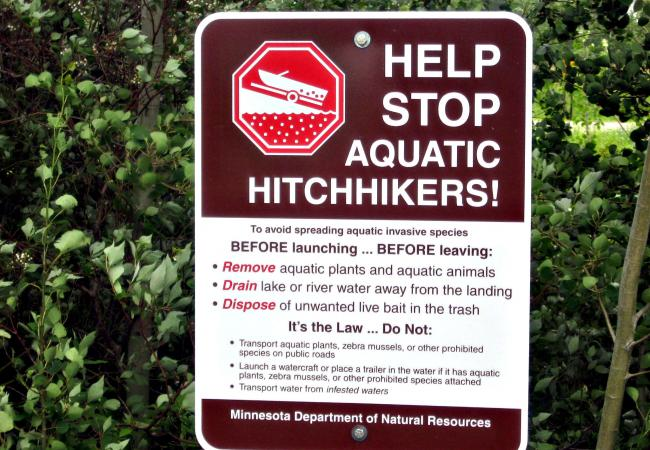 HELP
STOP
AQUATIC
HITCHHIKERS!
To avoid spreading aquatic invasive species
BEFORE launching ... BEFORE leaving:
• Remove aquatic plants and aquatic animals
• Drain lake or river water away from the landing
• Dispose of unwanted live bait in the trash
It's the Law ... Do Not:
• Transport aquatic plants, zebra mussels, or other prohibited
species on public roads
• Launch a watercraft or place a trailer in the water if it has aquatic
plants, zebra mussels, or other prohibited species attached
• Transport water from infested waters
Minnesota Department of Natural Resources